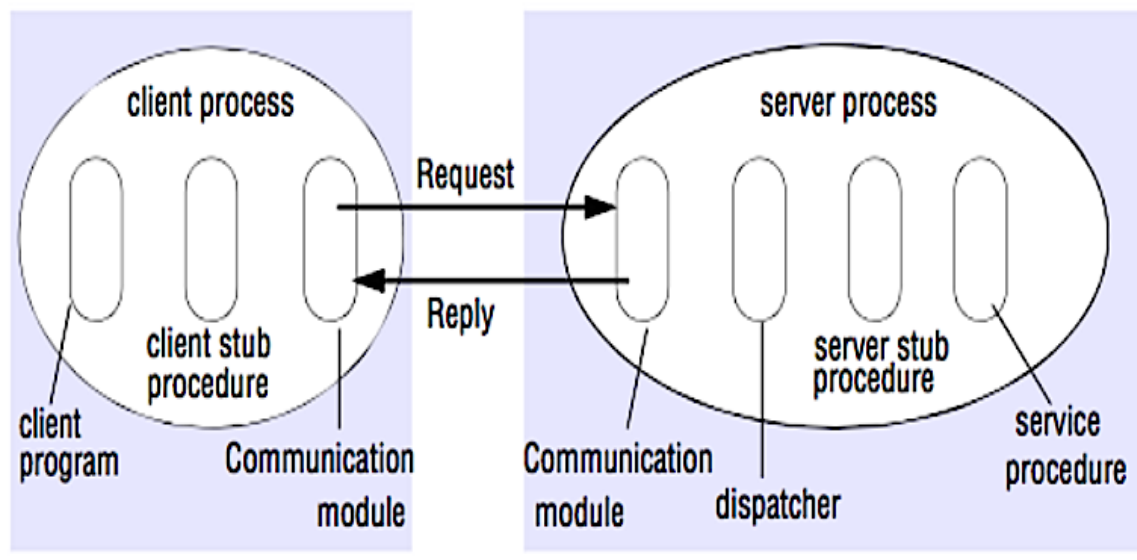 client process
server process
Request
Reply
client stub
procedure
server stub
procedure
client
program
Communication
module
Communication
module
dispatcher
service
procedure